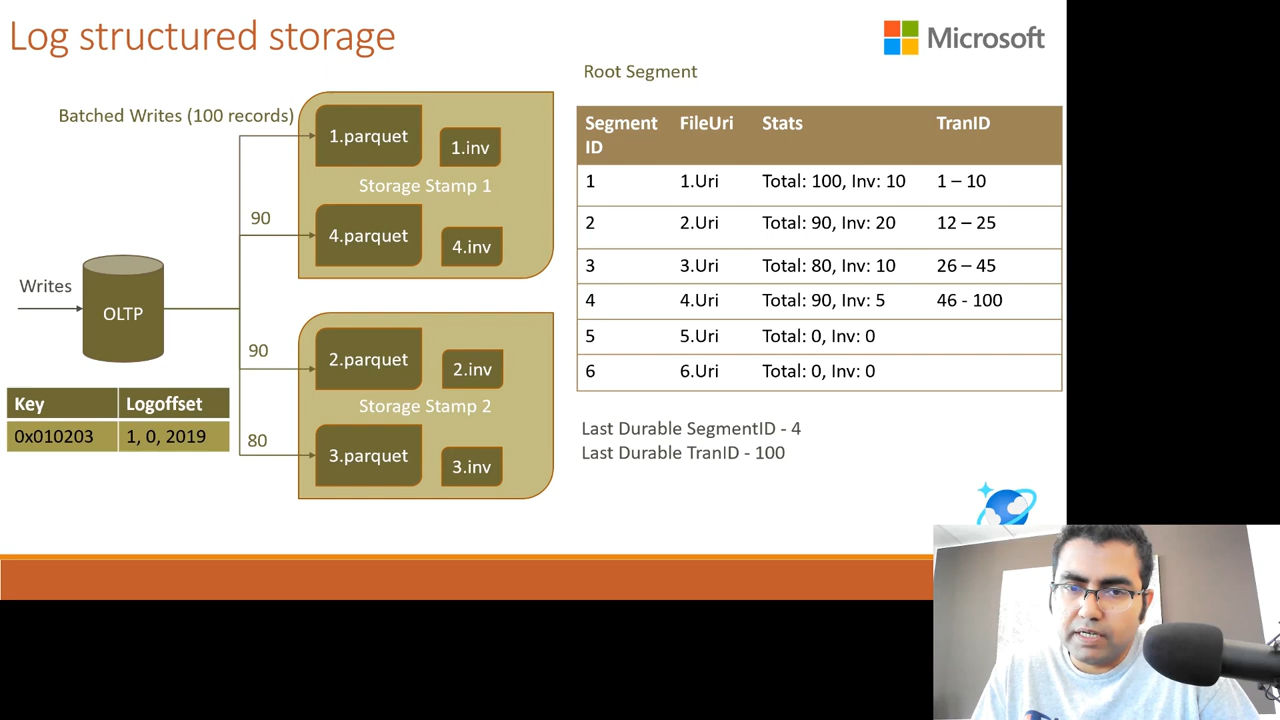 Log structured storage
Microsoft
Root Segment
Batched Writes (100 records)
1.parquet
1.inv
Storage Stamp 1
90
4.parquet
4.inv
Writes
OLTP
90
2.parquet
2.inv
Storage Stamp 2
80
3.parquet
3.inv
Key Logoffset
0x010203 1, 0, 2019
Segment ID FileUri Stats TranID
1 1.Uri Total: 100, Inv: 10 1 – 10
2 2.Uri Total: 90, Inv: 20 12 – 25
3 3.Uri Total: 80, Inv: 10 26 – 45
4 4.Uri Total: 90, Inv: 5 46 - 100
5 5.Uri Total: 0, Inv: 0
6 6.Uri Total: 0, Inv: 0
Last Durable SegmentID - 4
Last Durable TranID - 100